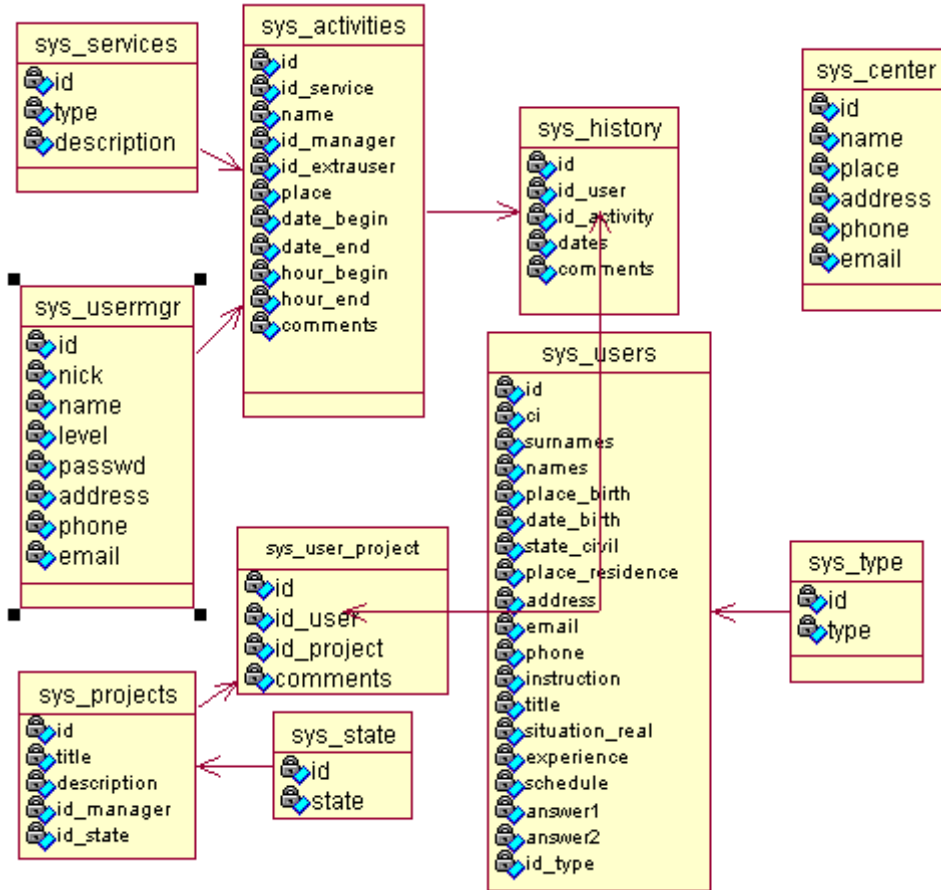 sys_services
id
type
description
sys_activities
id
id_service
name
id_manager
id_extrauser
place
date_begin
date_end
hour_begin
hour_end
comments
sys_history
id
id_user
id_activity
dates
comments
sys_center
id
name
place
address
phone
email
sys_usermgr
id
nick
name
level
passwd
address
phone
email
sys_users
id
ci
surnames
names
place_birth
date_birth
state_civil
place_residence
address
email
phone
instruction
title
situation_real
experience
schedule
answer1
answer2
id_type
sys_user_project
id
id_user
id_project
comments
sys_type
id
type
sys_projects
id
title
description
id_manager
id_state
sys_state
id
state